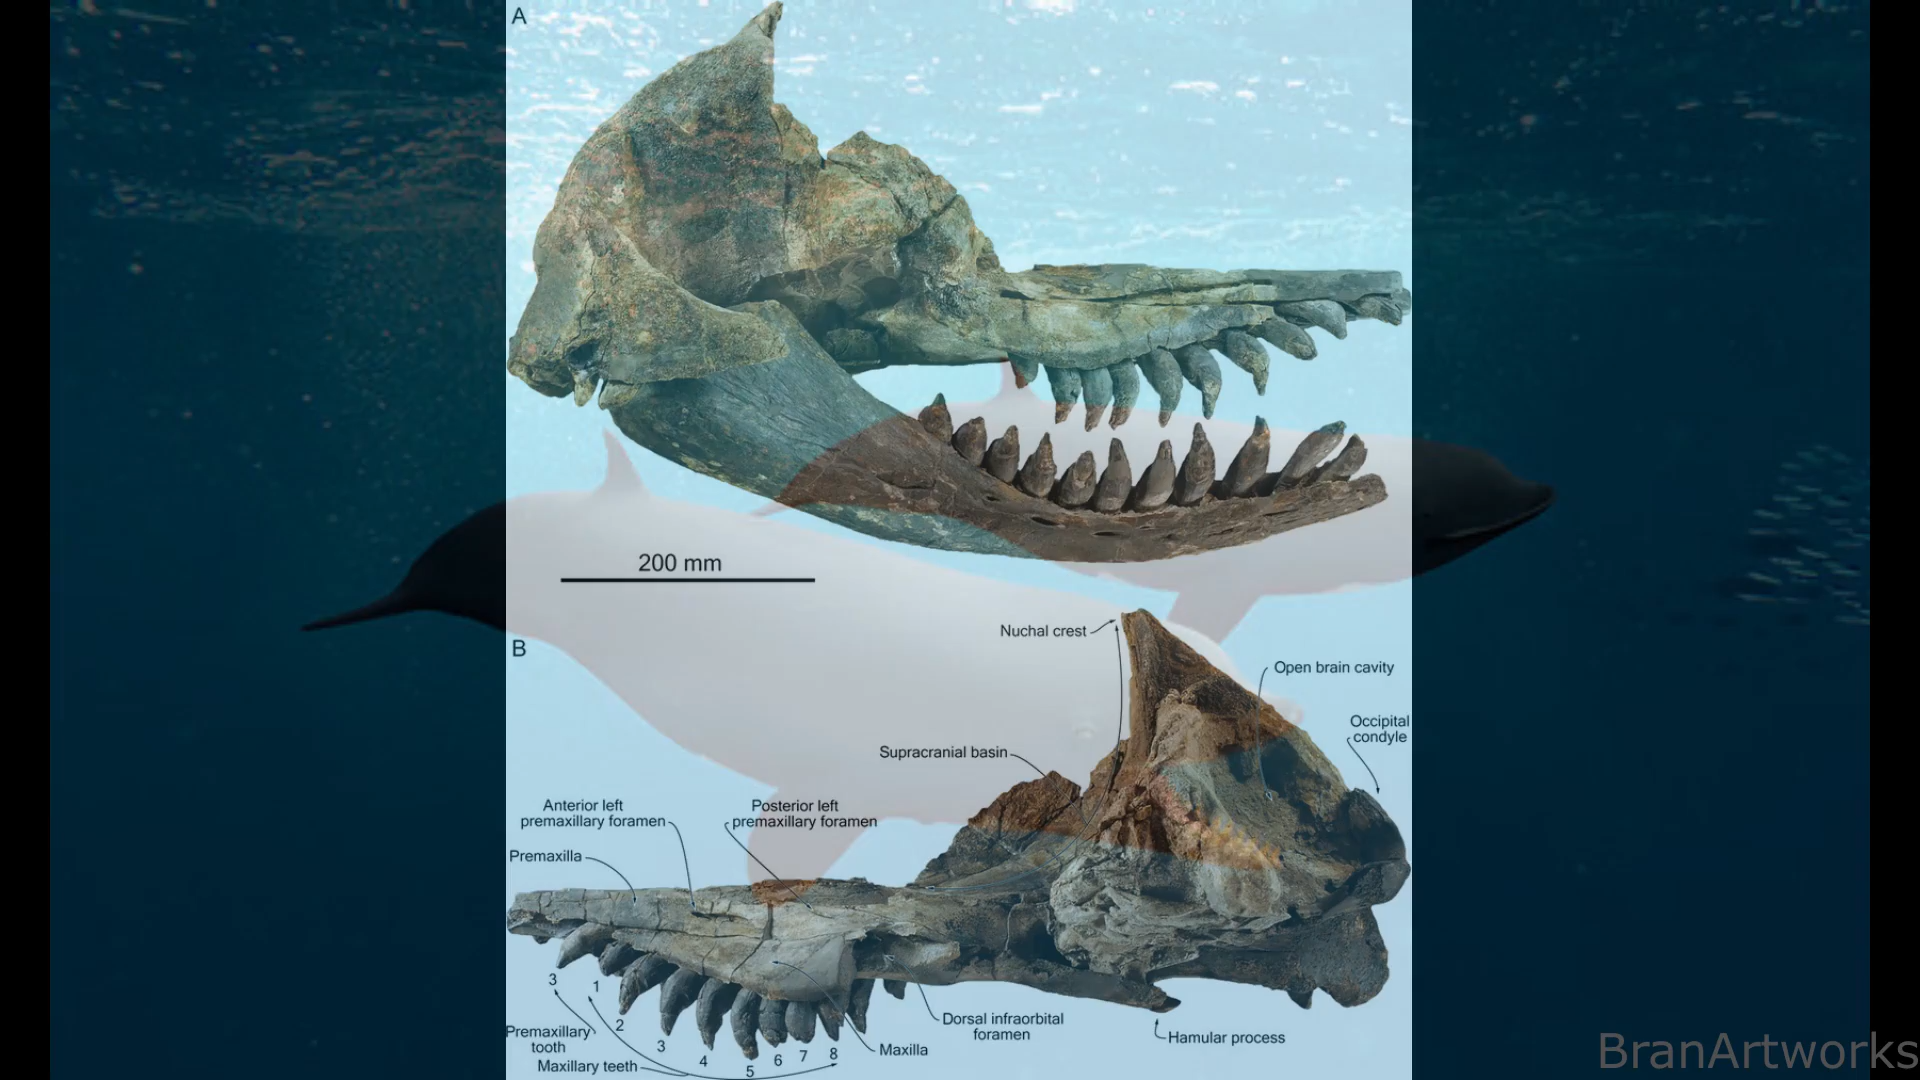 A
200 mm
B
Nuchal crest
Open brain cavity
Occipital
condyle
Supracranial basin
Anterior left
premaxillary foramen
Posterior left
premaxillary foramen
Premaxilla
3
1
2
3
4
5
6
7
8
Premaxillary
tooth
Maxillary teeth
Maxilla
Dorsal infraorbital
foramen
Hamular process
BranArtworks